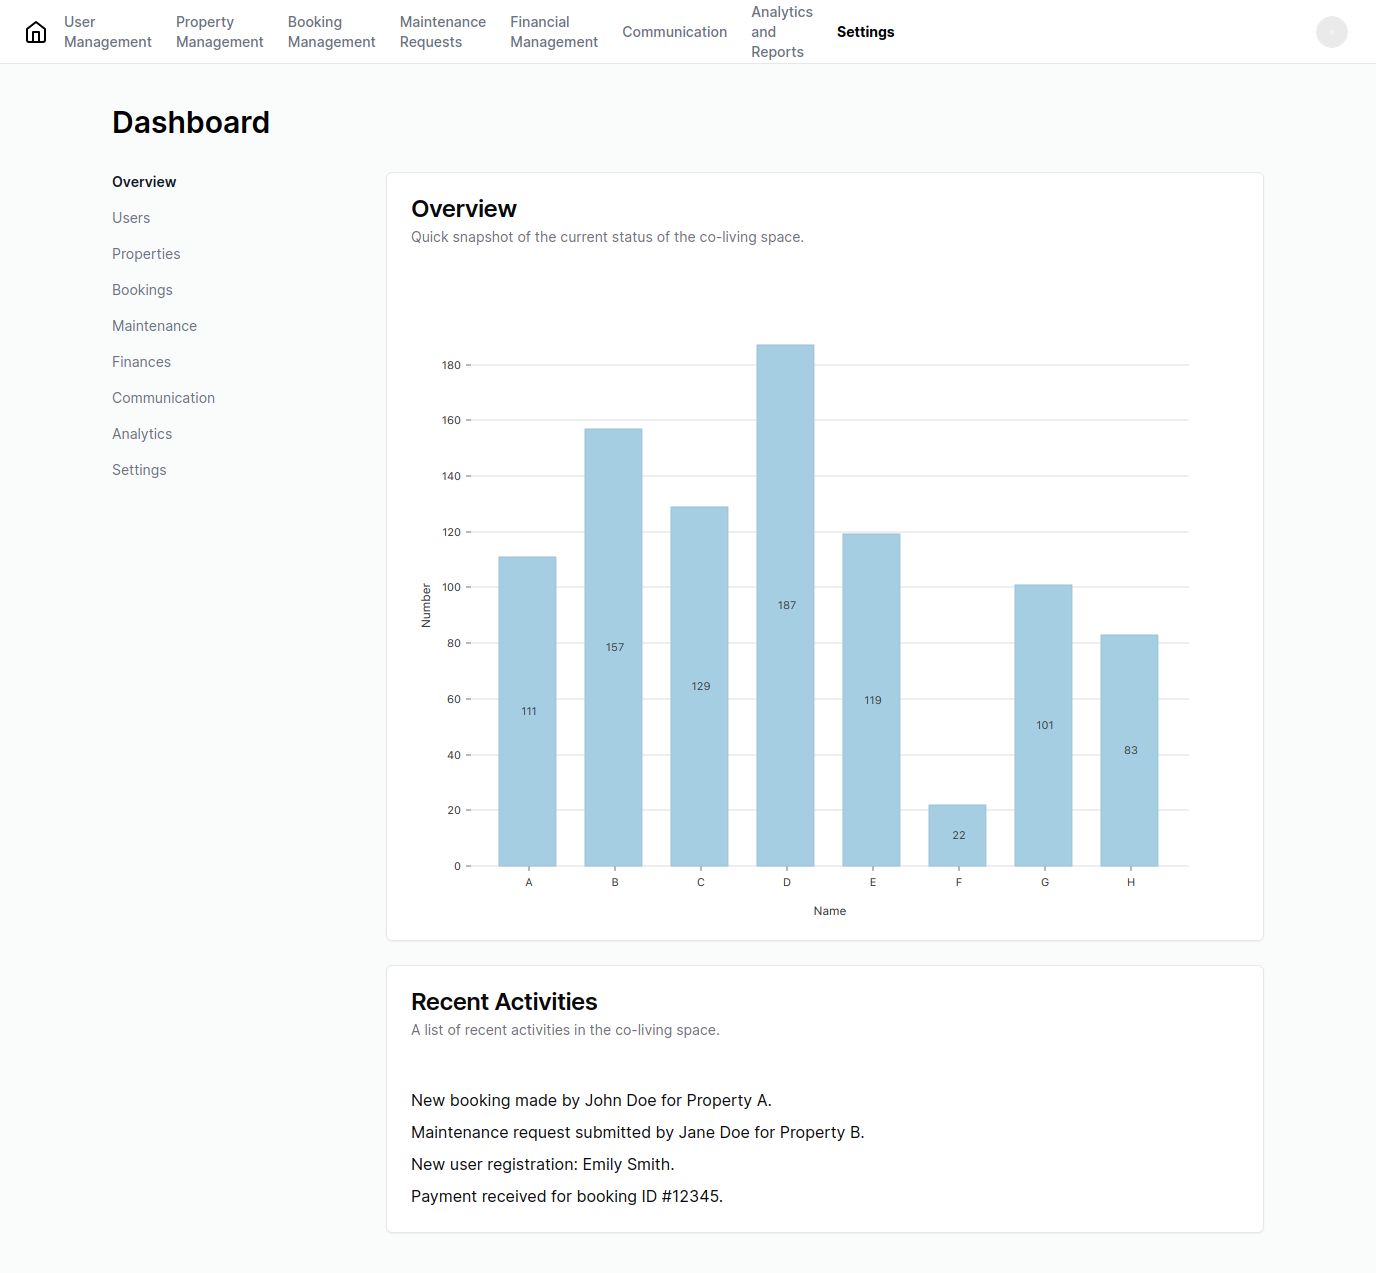 User Management
Property Management
Booking Management
Maintenance Requests
Financial Management
Communication
Analytics and Reports
Settings
Dashboard
Overview
Users
Properties
Bookings
Maintenance
Finances
Communication
Analytics
Settings
Overview
Quick snapshot of the current status of the co-living space.
180
160
140
120
100
80
60
40
20
0
Number
111
157
129
187
119
22
101
83
A
B
C
D
E
F
G
H
Name
Recent Activities
A list of recent activities in the co-living space.
New booking made by John Doe for Property A.
Maintenance request submitted by Jane Doe for Property B.
New user registration: Emily Smith.
Payment received for booking ID #12345.